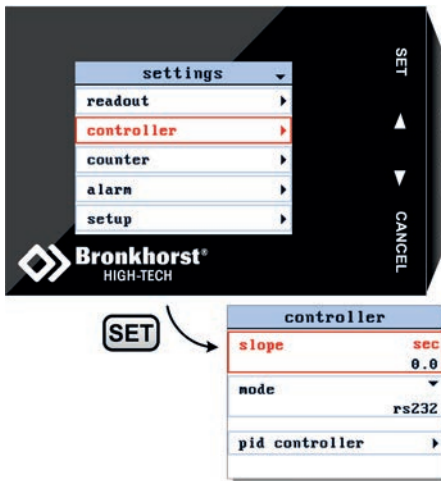 settings
readout
controller
counter
alarm
setup
SET
CANCEL
Bronkhorst®
HIGH-TECH
SET
controller
slope sec
0.0
mode
rs232
pid controller